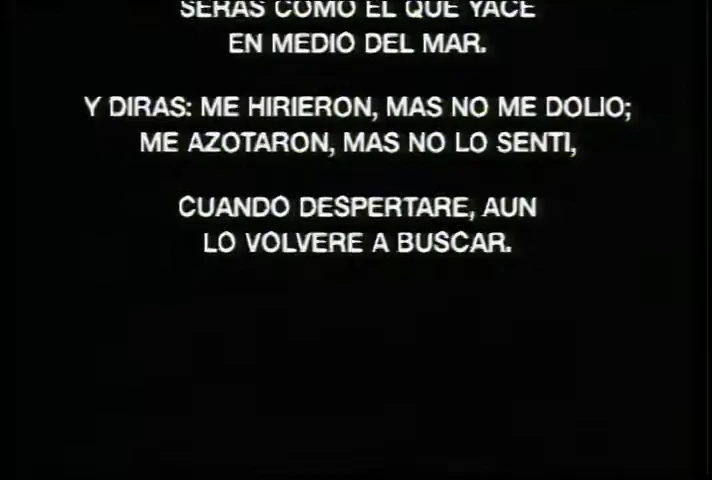 SERAS COMO EL QUE YACE
EN MEDIO DEL MAR.
Y DIRAS: ME HIRIERON, MAS NO ME DOLIO;
ME AZOTARON, MAS NO LO SENTI,
CUANDO DESPERTARE, AUN
LO VOLVERE A BUSCAR.